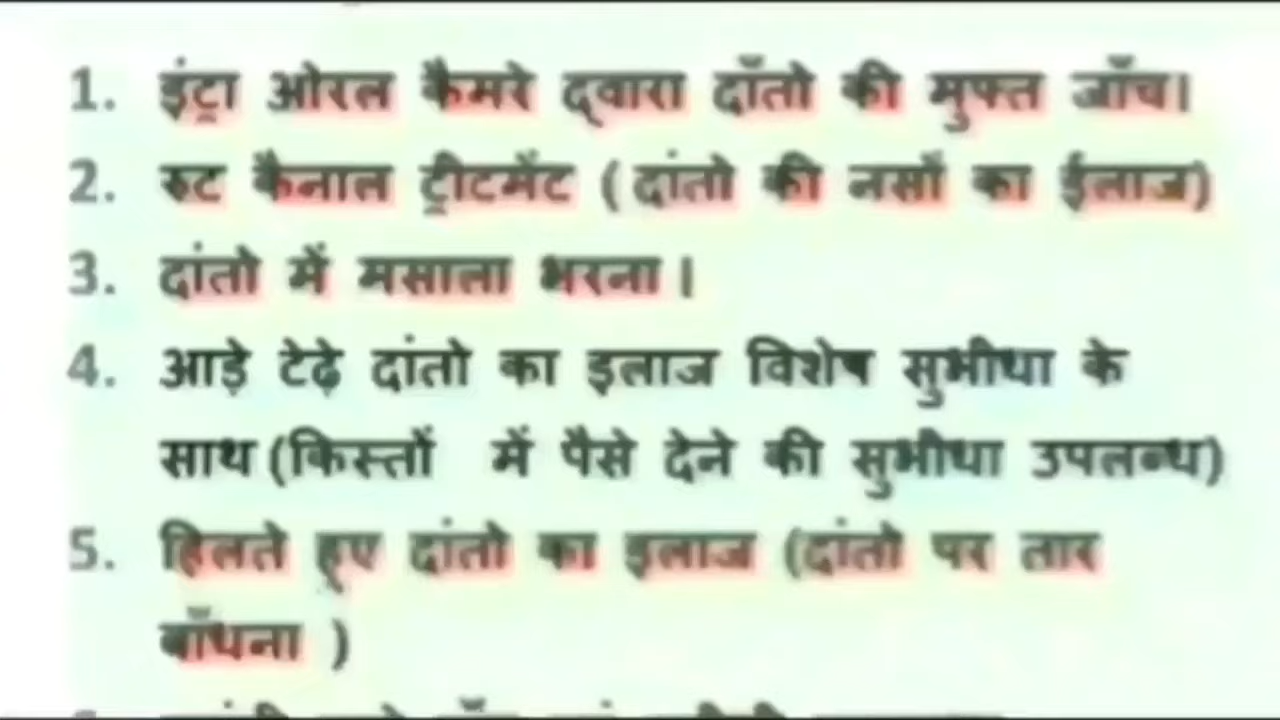 1. इंट्रा ओरल कैमरे द्वारा दाँतो की मुफ्त जाँच।
2. रुट कैनाल ट्रीटमेंट ( दांतो की नसों का ईलाज)
3. दांतो में मसाला भरना ।
4. आड़े टेढ़े दांतो का इलाज विशेष सुभीधा के
साथ (किस्तों में पैसे देने की सुभीधा उपलब्ध)
5. हिलते हूए दांतो का इलाज (दांतो पर तार
बाँधना )